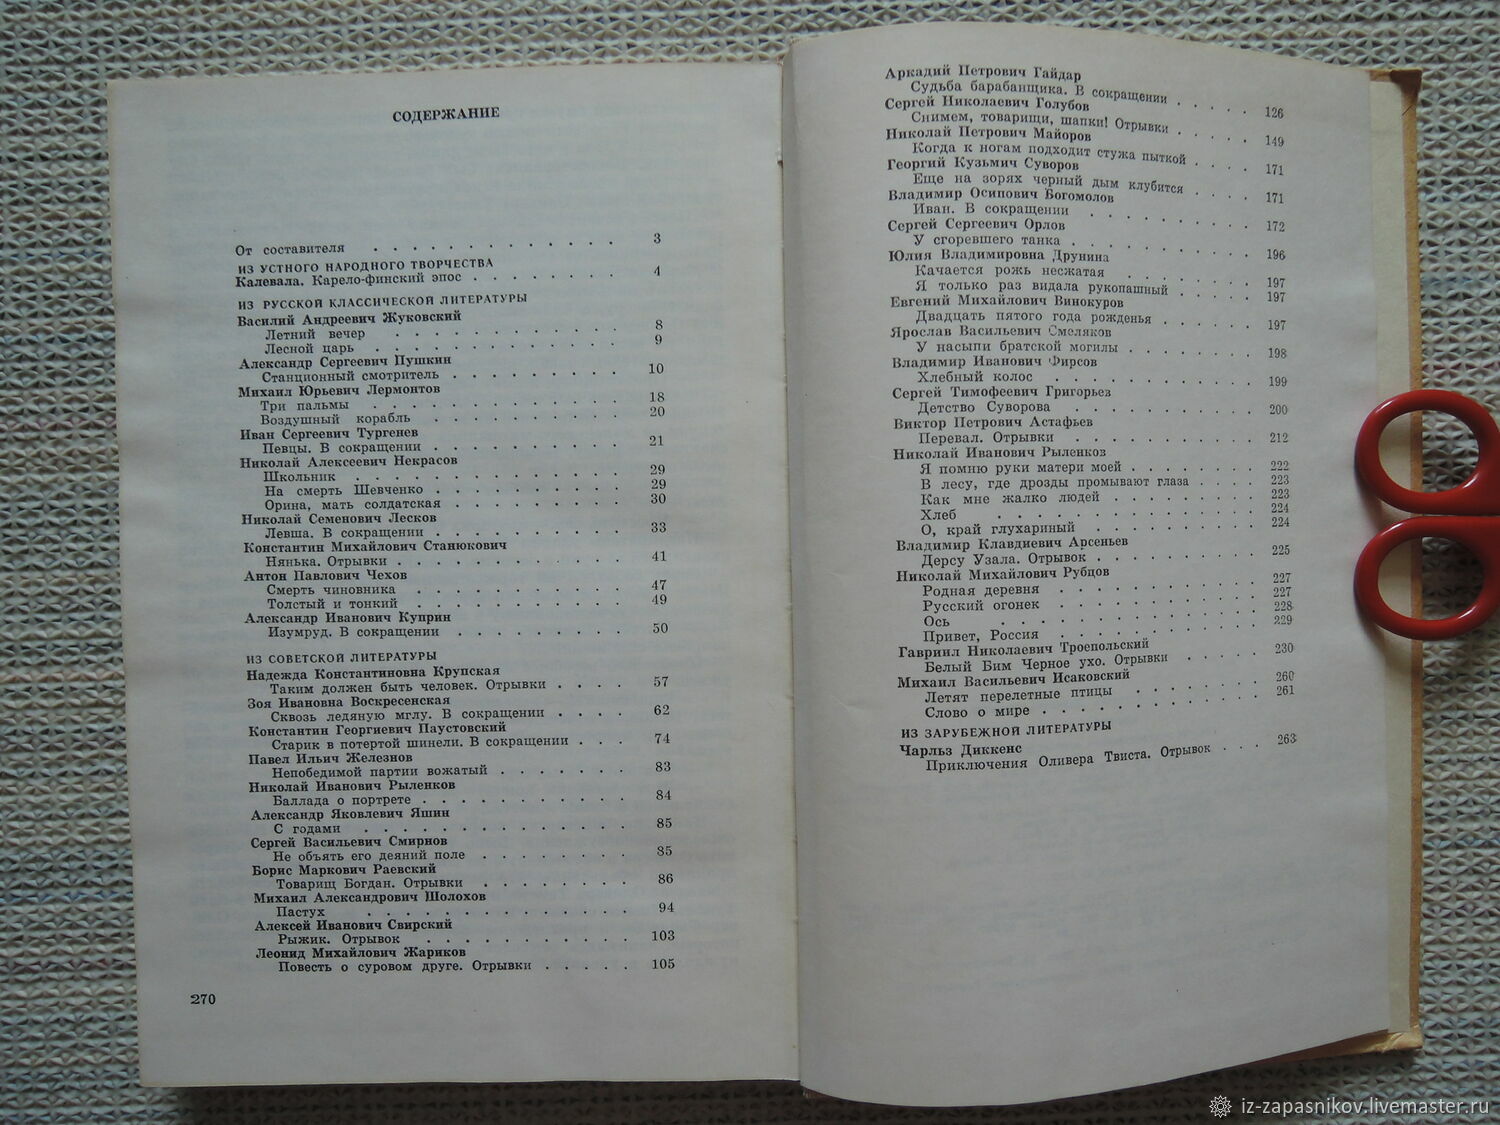 СОДЕРЖАНИЕ
От составителя . . . . . . . . . . . . . 3
ИЗ УСТНОГО НАРОДНОГО ТВОРЧЕСТВА
Калевала. Карело-финский эпос . . . . . . . . 4
ИЗ РУССКОЙ КЛАССИЧЕСКОЙ ЛИТЕРАТУРЫ
Василий Андреевич Жуковский
Летний вечер . . . . . . . . . . . . 8
Лесной царь . . . . . . . . . . . . 9
Александр Сергеевич Пушкин
Станционный смотритель . . . . . . . . . 10
Михаил Юрьевич Лермонтов
Три пальмы . . . . . . . . . . . . 18
Воздушный корабль . . . . . . . . . . 20
Иван Сергеевич Тургенев
Певцы. В сокращении . . . . . . . . . . 21
Николай Алексеевич Некрасов
Школьник . . . . . . . . . . . . . 29
На смерть Шевченко . . . . . . . . . . 29
Орина, мать солдатская . . . . . . . . . 30
Николай Семенович Лесков
Левша. В сокращении . . . . . . . . . . 33
Константин Михайлович Станюкович
Нянька. Отрывки . . . . . . . . . . . 41
Антон Павлович Чехов
Смерть чиновника . . . . . . . . . . 47
Толстый и тонкий . . . . . . . . . . 49
Александр Иванович Куприн
Изумруд. В сокращении . . . . . . . . . 50
ИЗ СОВЕТСКОЙ ЛИТЕРАТУРЫ
Надежда Константиновна Крупская
Таким должен быть человек. Отрывки . . . . 57
Зоя Ивановна Воскресенская
Сквозь ледяную мглу. В сокращении . . . . 62
Константин Георгиевич Паустовский
Старик в потертой шинели. В сокращении . . . 74
Павел Ильич Железнов
Непобедимой партии вожатый . . . . . . . 83
Николай Иванович Рыленков
Баллада о портрете . . . . . . . . . . 84
Александр Яковлевич Яшин
С годами . . . . . . . . . . . . . 85
Сергей Васильевич Смирнов
Не объять его деяний поле . . . . . . . . 85
Борис Маркович Раевский
Товарищ Богдан. Отрывки . . . . . . . . 86
Михаил Александрович Шолохов
Пастух . . . . . . . . . . . . . 94
Алексей Иванович Свирский
Рыжик. Отрывок . . . . . . . . . . 103
Леонид Михайлович Жариков
Повесть о суровом друге. Отрывки . . . . . 105
270
Аркадий Петрович Гайдар
Судьба барабанщика. В сокращении . . . . . 126
Сергей Николаевич Голубов
Снимем, товарищи, шапки! Отрывки . . . . . 149
Николай Петрович Майоров
Когда к ногам подходит стужа пыткой . . . . 171
Георгий Кузьмич Суворов
Еще на зорях черный дым клубится . . . . 171
Владимир Осипович Богомолов
Иван. В сокращении . . . . . . . . 172
Сергей Сергеевич Орлов
У сгоревшего танка . . . . . . . . . 196
Юлия Владимировна Друнина
Качается рожь несжатая . . . . . . . 197
Я только раз видала рукопашный . . . . . 197
Евгений Михайлович Винокуров
Двадцать пятого года рожденья . . . . . 197
Ярослав Васильевич Смеляков
У насыпи братской могилы . . . . . . . 198
Владимир Иванович Фирсов
Хлебный колос . . . . . . . . . . 199
Сергей Тимофеевич Григорьев
Детство Суворова . . . . . . . . . . 200
Виктор Петрович Астафьев
Перевал. Отрывки . . . . . . . . . . 212
Николай Иванович Рыленков
Я помню руки матери моей . . . . . . . 222
В лесу, где дрозды промывают глаза . . . . 223
Как мне жалко людей . . . . . . . . . 223
Хлеб . . . . . . . . . . . . . 224
О, край глухариный . . . . . . . . . 224
Владимир Клавдиевич Арсеньев
Дерсу Узала. Отрывок . . . . . . . . . 225
Николай Михайлович Рубцов
Родная деревня . . . . . . . . . . 227
Русский огонек . . . . . . . . . . 227
Ось . . . . . . . . . . . . . 228
Привет, Россия . . . . . . . . . . 229
Гавриил Николаевич Троепольский
Белый Бим Черное ухо. Отрывки . . . . . 230
Михаил Васильевич Исаковский
Летят перелетные птицы . . . . . . . 260
Слово о мире . . . . . . . . . . . 261
ИЗ ЗАРУБЕЖНОЙ ЛИТЕРАТУРЫ
Чарльз Диккенс
Приключения Оливера Твиста. Отрывок . . . 263
iz-zapasnikov.livemaster.ru